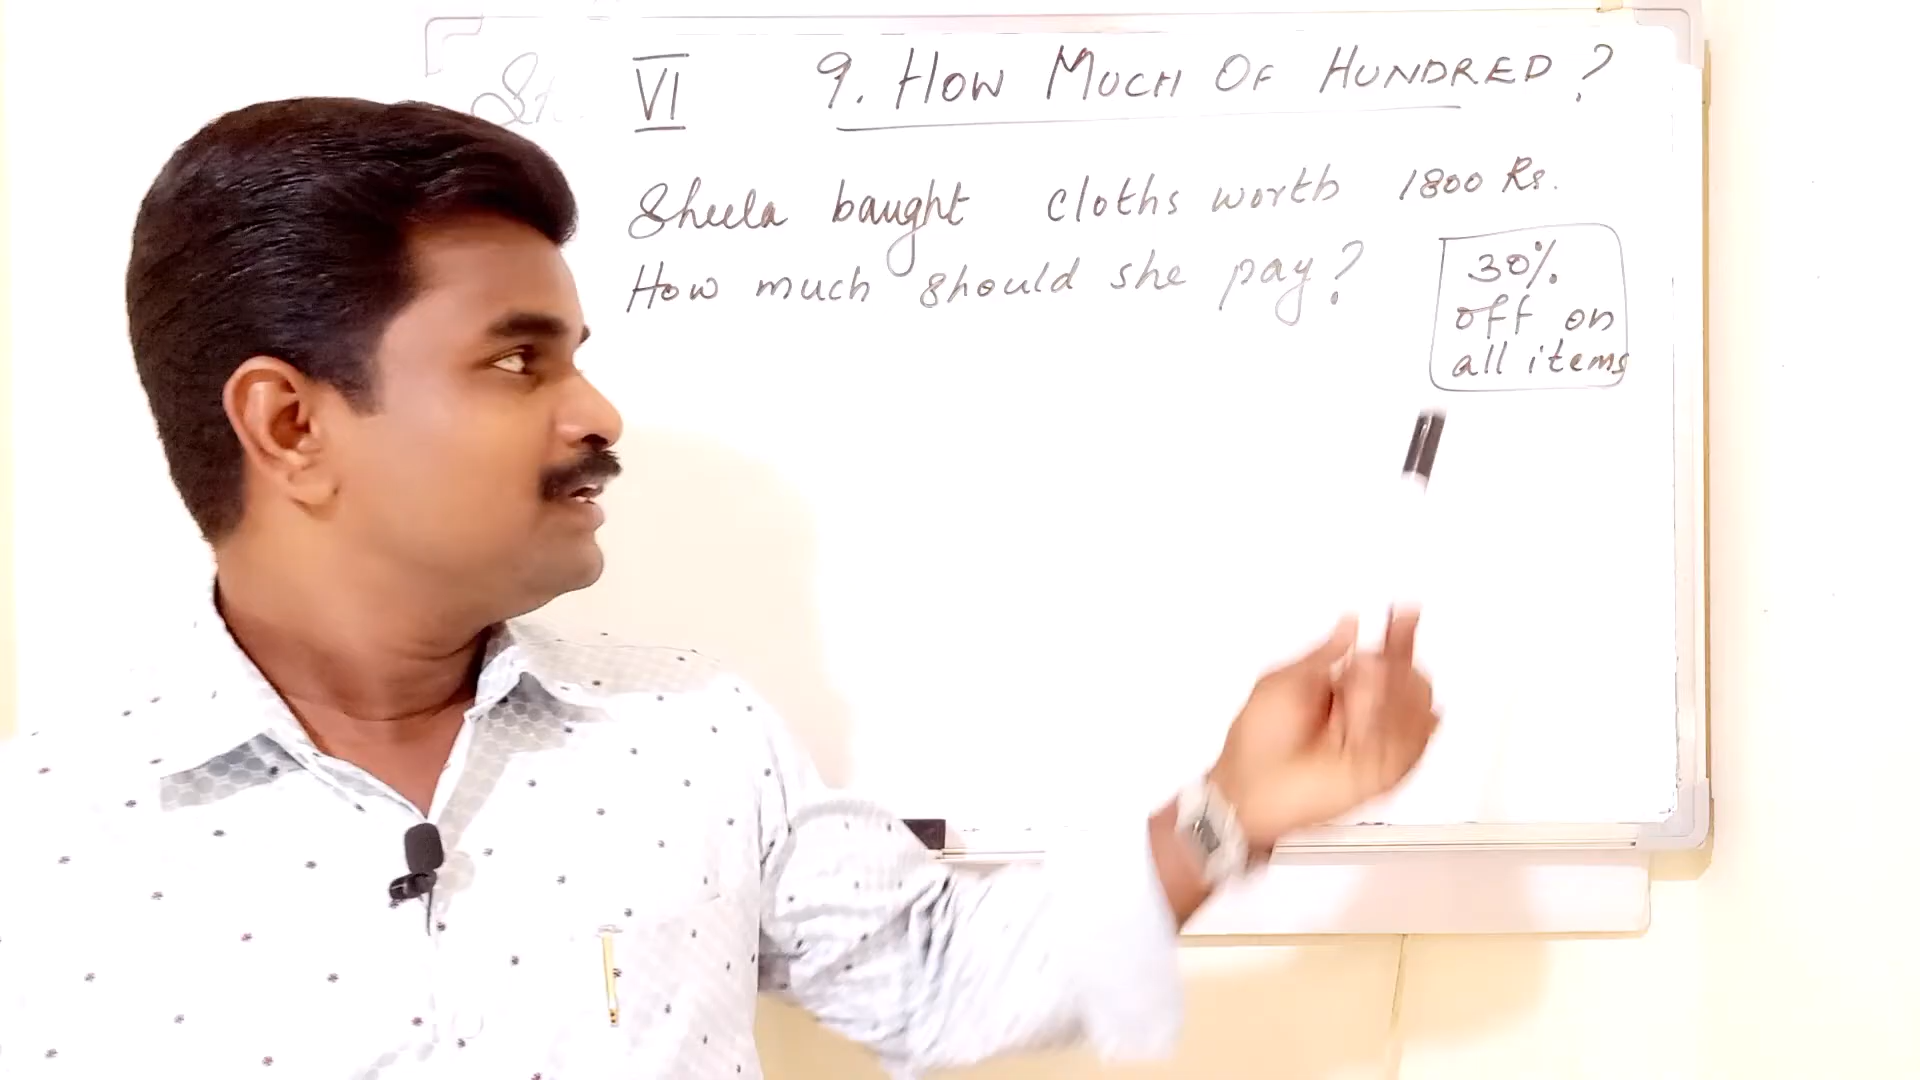 VI 9. HOW MUCH OF HUNDRED ?
Sheela baught cloths worth 1800 Rs.
How much should she pay?
30%
off on
all items